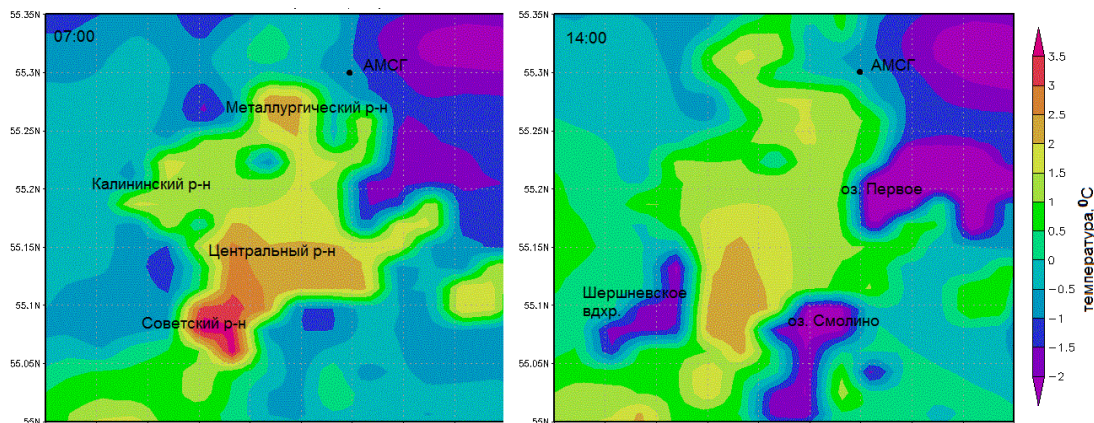 55.35N
07:00
55.3N
АМСГ
Металлургический р-н
55.25N
Калининский р-н
55.2N
55.15N
Центральный р-н
55.1N
Советский р-н
55.05N
55N
55.35N
14:00
55.3N
АМСГ
55.25N
55.2N
оз. Первое
55.15N
Шершневское
вдхр.
55.1N
оз. Смолино
55.05N
55N
3.5
3
2.5
2
1.5
1
0.5
0
−0.5
−1
−1.5
−2
температура,⁰С